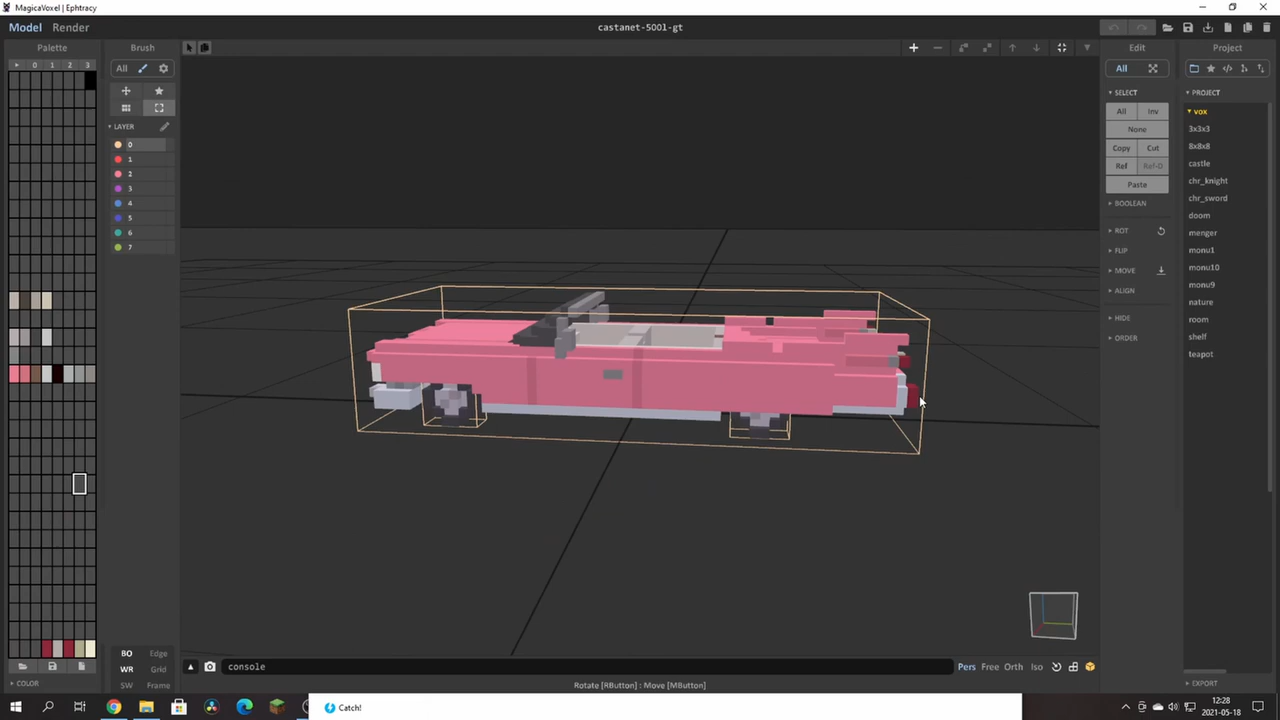 MagicaVoxel | Ephtracy
Model Render
castanet-5001-gt
Palette
0 1 2 3
COLOR
Brush
All
LAYER
0
1
2
3
4
5
6
7
BO Edge
WR Grid
SW Frame
console
Pers Free Orth Iso
Rotate [RButton] : Move [MButton]
Edit
All
SELECT
All Inv
None
Copy Cut
Ref Ref-D
Paste
BOOLEAN
ROT
FLIP
MOVE
ALIGN
HIDE
ORDER
Project
PROJECT
vox
3x3x3
8x8x8
castle
chr_knight
chr_sword
doom
menger
monu1
monu10
monu9
nature
room
shelf
teapot
EXPORT
Catch!
12:28
2021-05-18